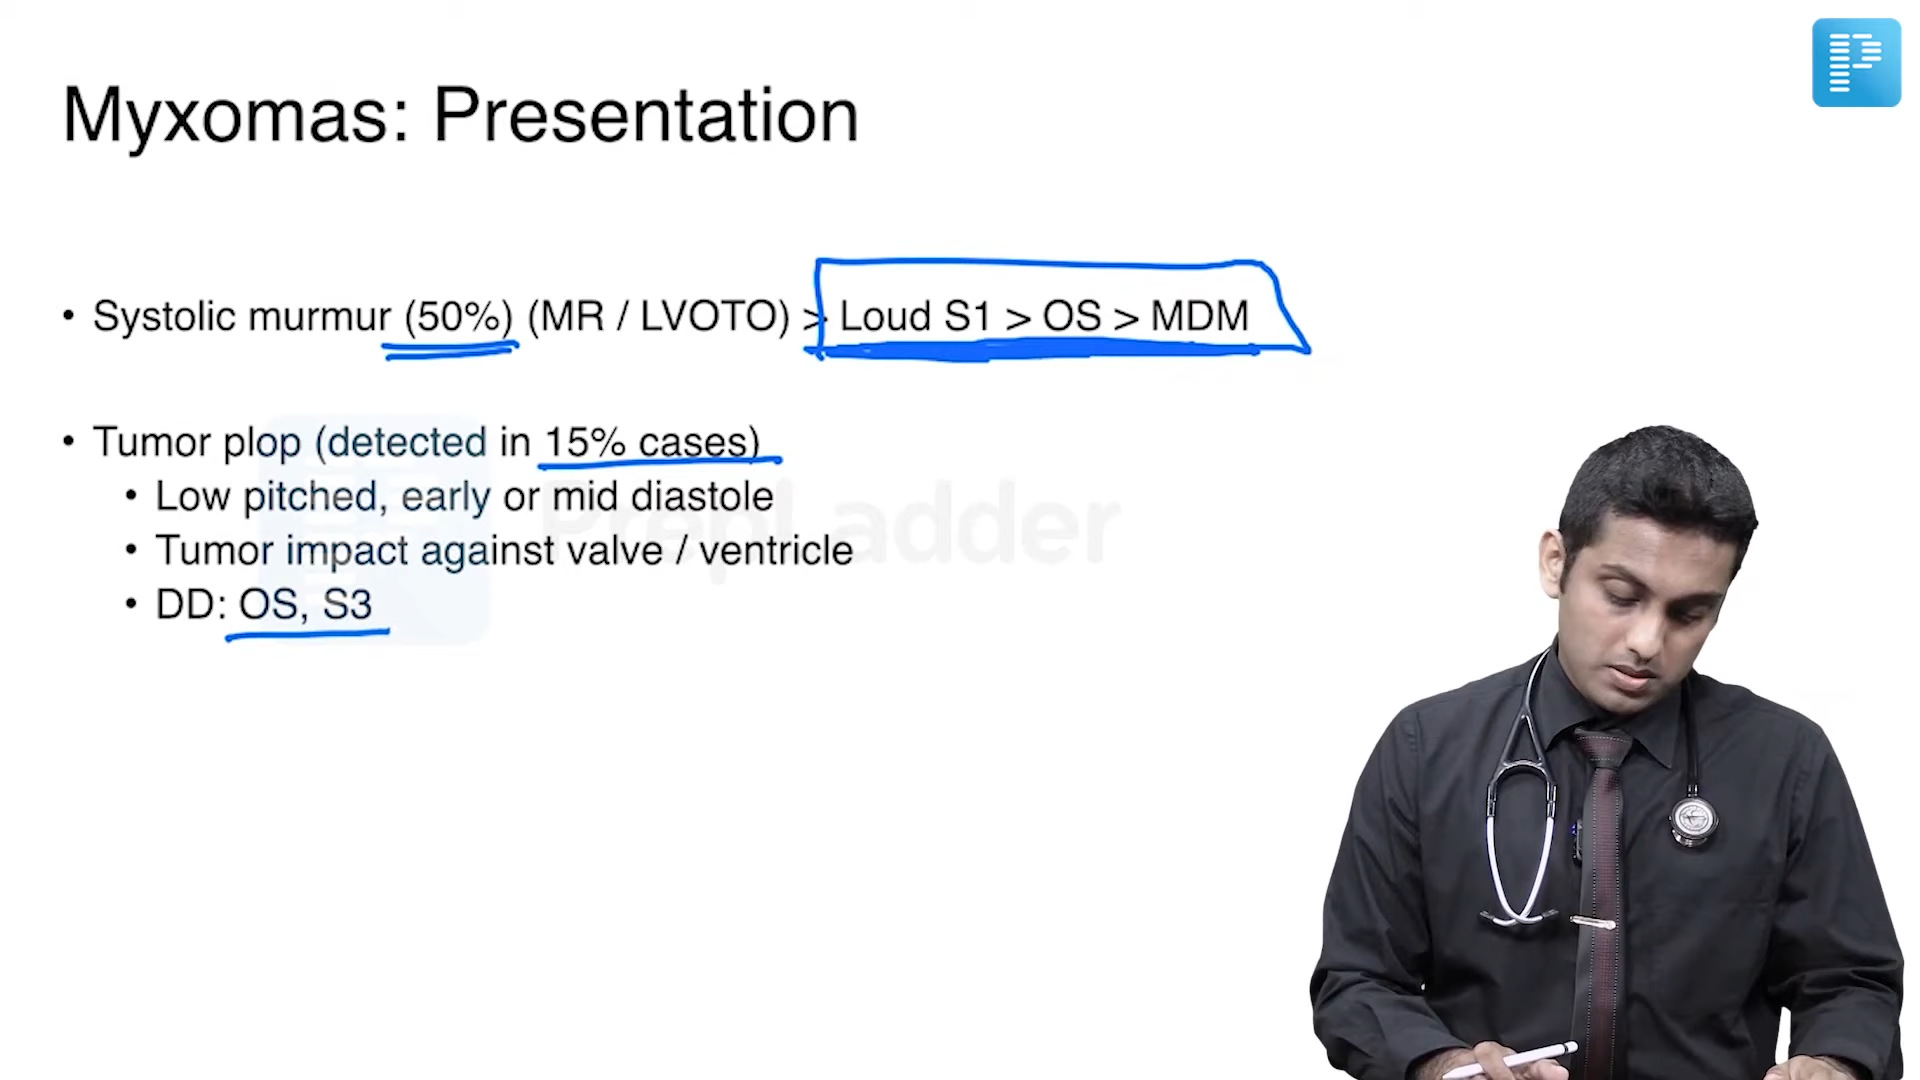 Myxomas: Presentation
• Systolic murmur (50%) (MR / LVOTO) > Loud S1 > OS > MDM
• Tumor plop (detected in 15% cases)
• Low pitched, early or mid diastole
• Tumor impact against valve / ventricle
• DD: OS, S3
PrepLadder